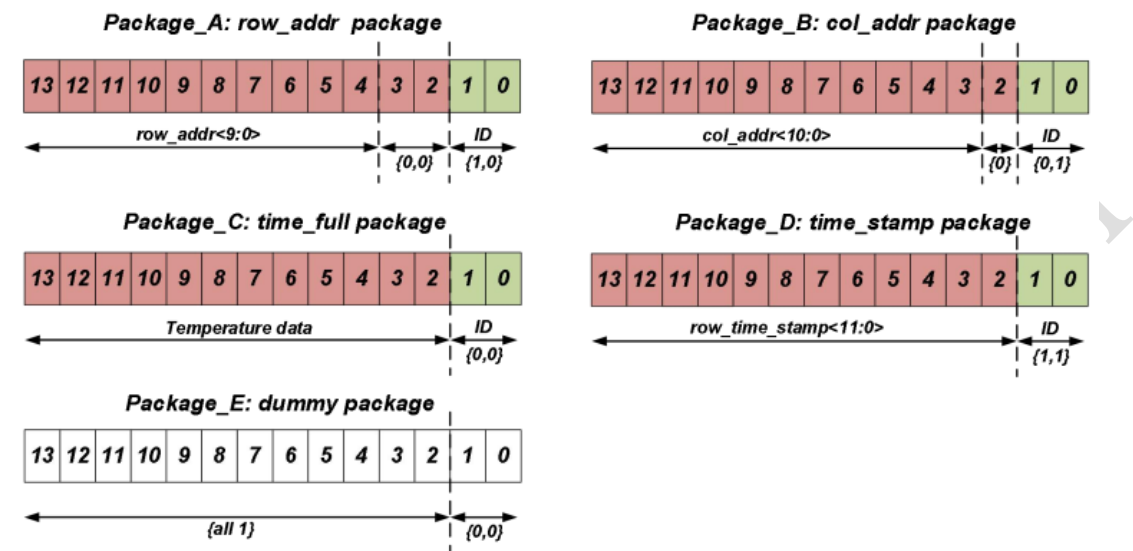 Package_A: row_addr package
13 12 11 10 9 8 7 6 5 4 3 2 1 0
row_addr<9:0>
ID
{0,0}
{1,0}
Package_B: col_addr package
13 12 11 10 9 8 7 6 5 4 3 2 1 0
col_addr<10:0>
ID
{0}
{0,1}
Package_C: time_full package
13 12 11 10 9 8 7 6 5 4 3 2 1 0
Temperature data
ID
{0,0}
Package_D: time_stamp package
13 12 11 10 9 8 7 6 5 4 3 2 1 0
row_time_stamp<11:0>
ID
{1,1}
Package_E: dummy package
13 12 11 10 9 8 7 6 5 4 3 2 1 0
{all 1}
{0,0}